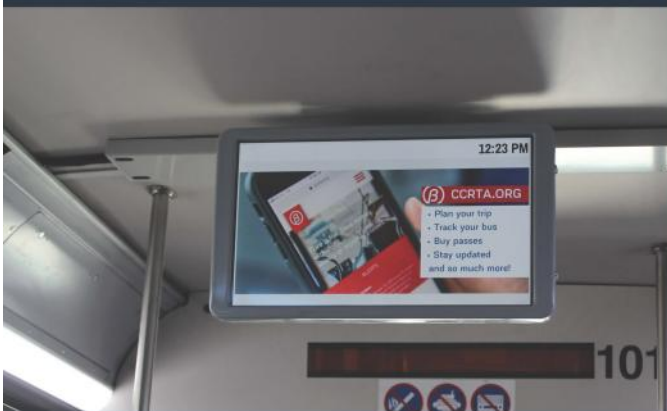 12:23 PM
CCRTA.ORG
• Plan your trip
• Track your bus
• Buy passes
• Stay updated
and so much more!
101